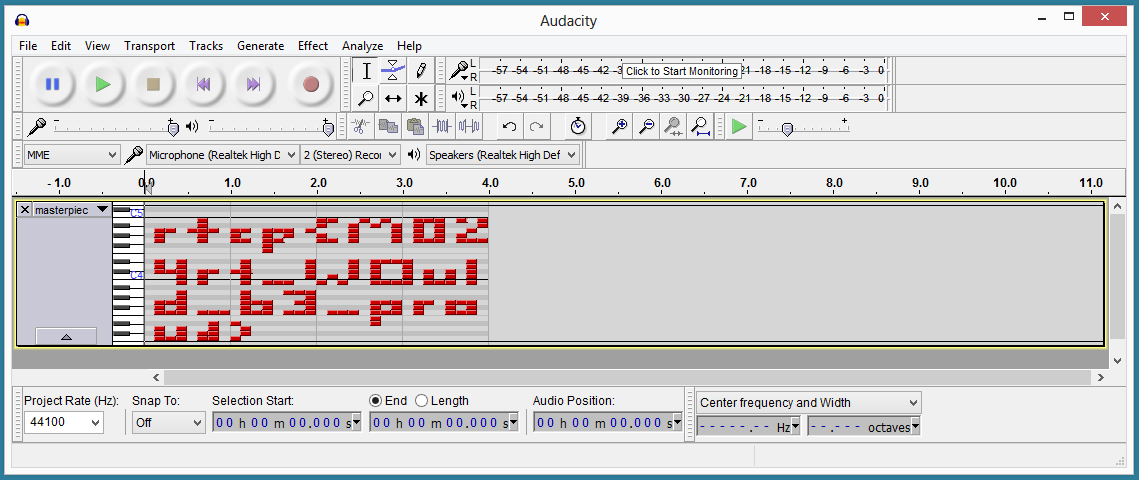 Audacity
File Edit View Transport Tracks Generate Effect Analyze Help
L
R
-57 -54 -51 -48 -45 -42 Click to Start Monitoring -21 -18 -15 -12 -9 -6 -3 0
L
R
-57 -54 -51 -48 -45 -42 -39 -36 -33 -30 -27 -24 -21 -18 -15 -12 -9 -6 -3 0
- + - + - +
MME Microphone (Realtek High D 2 (Stereo) Recor Speakers (Realtek High Def
- 1.0 0.0 1.0 2.0 3.0 4.0 5.0 6.0 7.0 8.0 9.0 10.0 11.0
masterpiec
C5
rtcp{M0Z
C4
4rt_W0ul
d_b3_pro
ud}
Project Rate (Hz): Snap To: Selection Start: End Length Audio Position: Center frequency and Width
44100 Off 00 h 00 m 00.000 s 00 h 00 m 00.000 s 00 h 00 m 00.000 s -----.-- Hz --.--- octaves